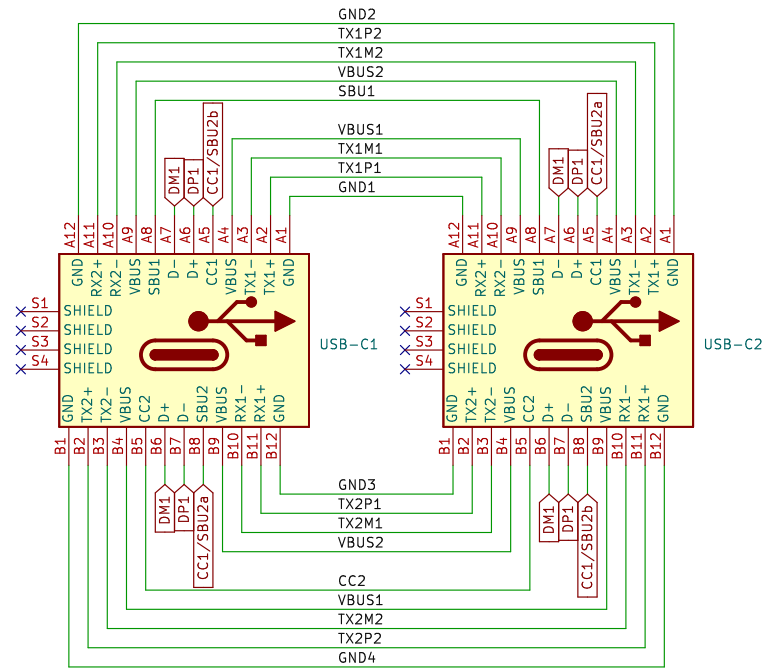 GND2
TX1P2
TX1M2
VBUS2
SBU1
VBUS1
TX1M1
TX1P1
GND1
DM1
DP1
CC1/SBU2b
DM1
DP1
CC1/SBU2a
A12 A11 A10 A9 A8 A7 A6 A5 A4 A3 A2 A1
GND RX2+ RX2- VBUS SBU1 D- D+ CC1 VBUS TX1- TX1+ GND
S1 SHIELD
S2 SHIELD
S3 SHIELD
S4 SHIELD
USB-C1
GND TX2+ TX2- VBUS CC2 D+ D- SBU2 VBUS RX1- RX1+ GND
B1 B2 B3 B4 B5 B6 B7 B8 B9 B10 B11 B12
A12 A11 A10 A9 A8 A7 A6 A5 A4 A3 A2 A1
GND RX2+ RX2- VBUS SBU1 D- D+ CC1 VBUS TX1- TX1+ GND
S1 SHIELD
S2 SHIELD
S3 SHIELD
S4 SHIELD
USB-C2
GND TX2+ TX2- VBUS CC2 D+ D- SBU2 VBUS RX1- RX1+ GND
B1 B2 B3 B4 B5 B6 B7 B8 B9 B10 B11 B12
DM1
DP1
CC1/SBU2a
DM1
DP1
CC1/SBU2b
GND3
TX2P1
TX2M1
VBUS2
CC2
VBUS1
TX2M2
TX2P2
GND4